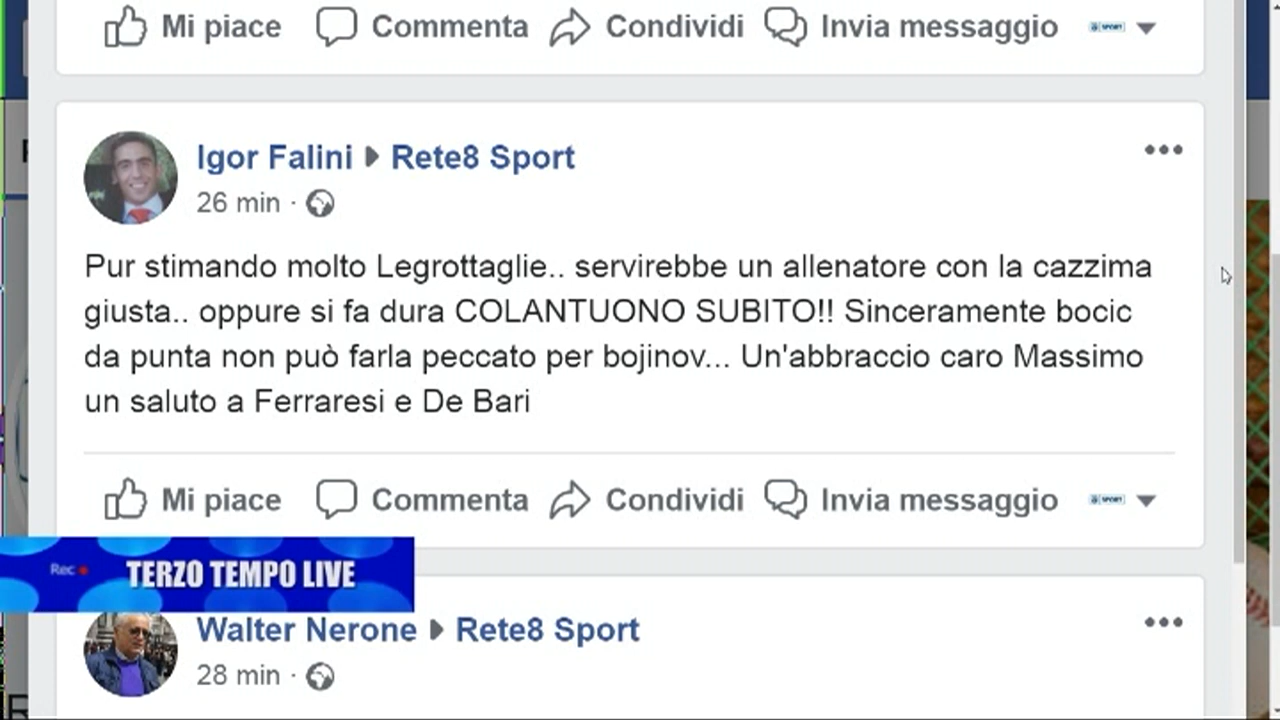 Mi piace Commenta Condividi Invia messaggio SPORT
Igor Falini Rete8 Sport
26 min ·
Pur stimando molto Legrottaglie.. servirebbe un allenatore con la cazzima
giusta.. oppure si fa dura COLANTUONO SUBITO!! Sinceramente bocic
da punta non può farla peccato per bojinov... Un'abbraccio caro Massimo
un saluto a Ferraresi e De Bari
Mi piace Commenta Condividi Invia messaggio SPORT
Rec TERZO TEMPO LIVE
Walter Nerone Rete8 Sport
28 min ·